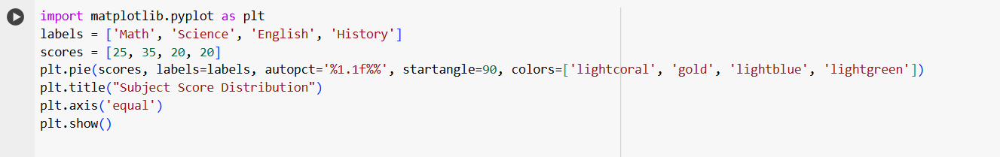 import matplotlib.pyplot as plt
labels = ['Math', 'Science', 'English', 'History']
scores = [25, 35, 20, 20]
plt.pie(scores, labels=labels, autopct='%1.1f%%', startangle=90, colors=['lightcoral', 'gold', 'lightblue', 'lightgreen'])
plt.title("Subject Score Distribution")
plt.axis('equal')
plt.show()